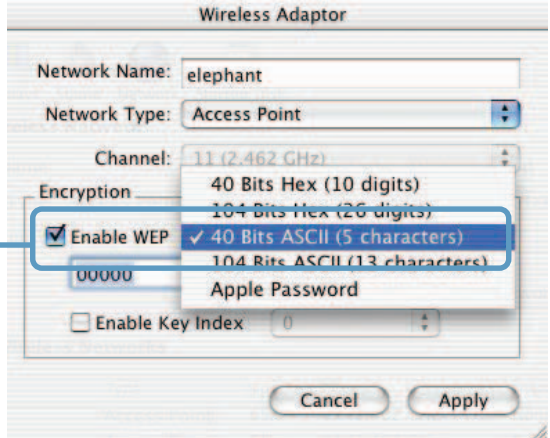 Wireless Adaptor
Network Name: elephant
Network Type: Access Point
Channel: 11 (2.462 GHz)
Encryption
40 Bits Hex (10 digits)
104 Bits Hex (26 digits)
Enable WEP ✓ 40 Bits ASCII (5 characters)
104 Bits ASCII (13 characters)
00000
Apple Password
Enable Key Index 0
Cancel Apply